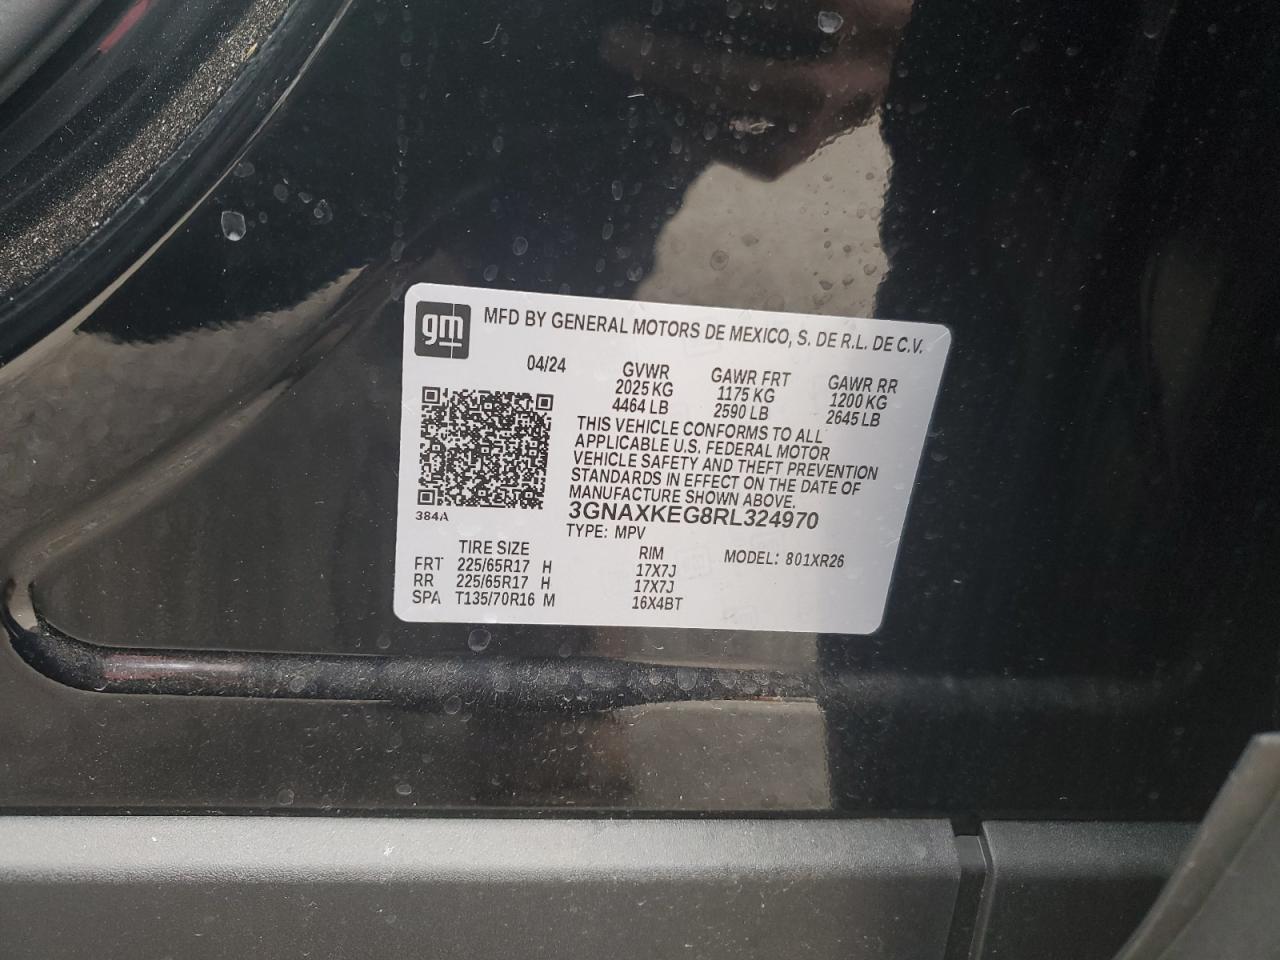 gm MFD BY GENERAL MOTORS DE MEXICO, S. DE R.L. DE C.V.
04/24 GVWR GAWR FRT GAWR RR
2025 KG 1175 KG 1200 KG
4464 LB 2590 LB 2645 LB
THIS VEHICLE CONFORMS TO ALL
APPLICABLE U.S. FEDERAL MOTOR
VEHICLE SAFETY AND THEFT PREVENTION
STANDARDS IN EFFECT ON THE DATE OF
MANUFACTURE SHOWN ABOVE.
384A 3GNAXKEG8RL324970
TYPE: MPV
TIRE SIZE RIM MODEL: 801XR26
FRT 225/65R17 H 17X7J
RR 225/65R17 H 17X7J
SPA T135/70R16 M 16X4BT